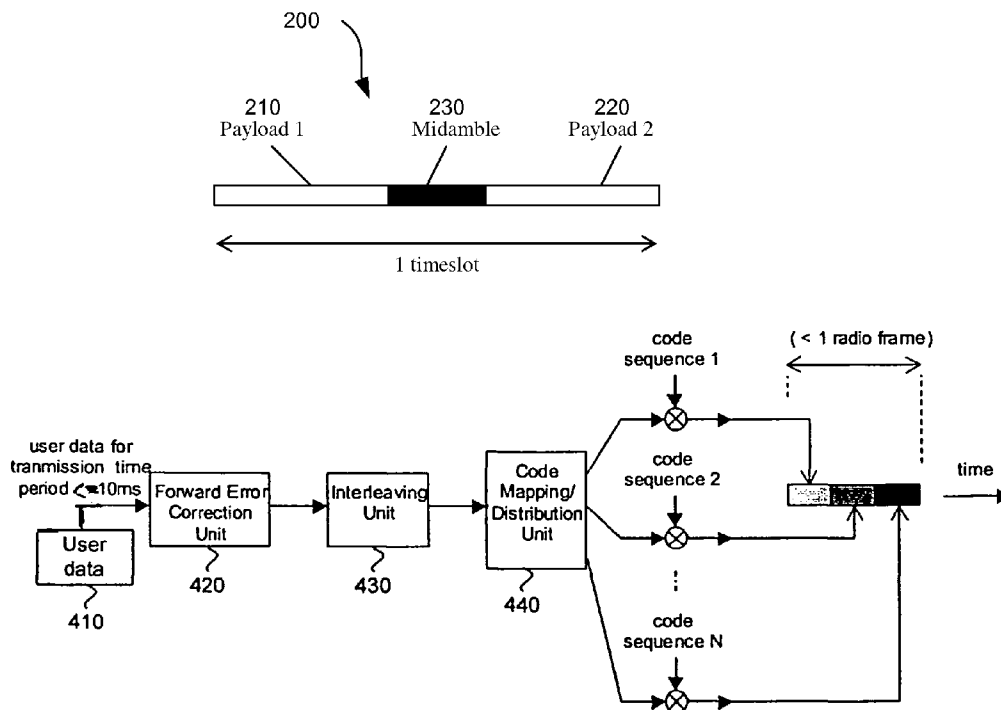 200
210
Payload 1
230
Midamble
220
Payload 2
1 timeslot
user data for
tranmission time
period <=10ms
User
data
410
Forward Error
Correction
Unit
420
Interleaving
Unit
430
Code
Mapping/
Distribution
Unit
440
code
sequence 1
code
sequence 2
code
sequence N
( < 1 radio frame)
time